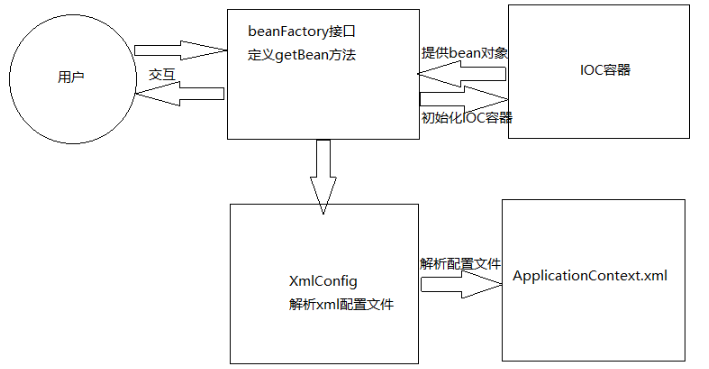 用户
交互
beanFactory接口
定义getBean方法
提供bean对象
初始化IOC容器
IOC容器
XmlConfig
解析xml配置文件
解析配置文件
ApplicationContext.xml